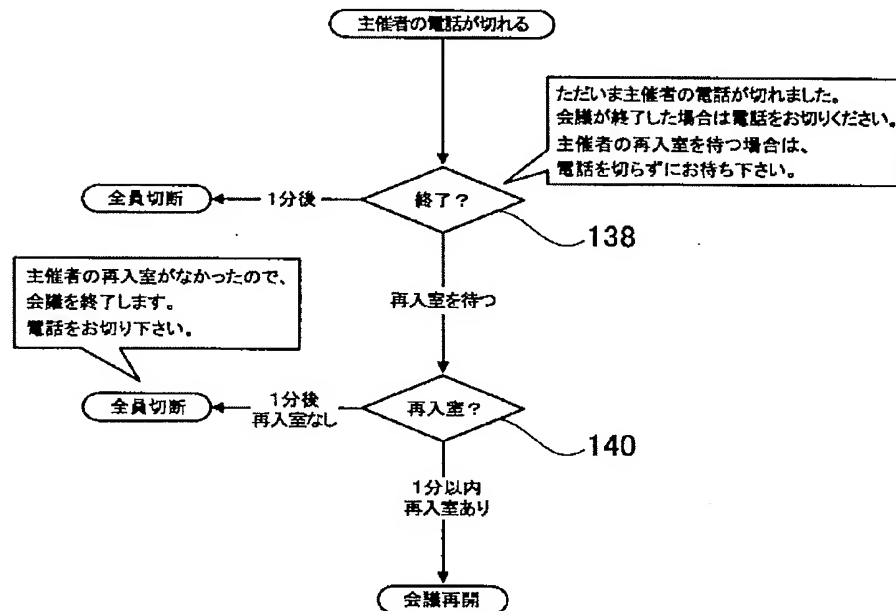 主催者の電話が切れる
ただいま主催者の電話が切れました。
会議が終了した場合は電話をお切りください。
主催者の再入室を待つ場合は、
電話を切らずにお待ち下さい。
全員切断
1分後
終了?
138
主催者の再入室がなかったので、
会議を終了します。
電話をお切り下さい。
再入室を待つ
全員切断
1分後
再入室なし
再入室?
140
1分以内
再入室あり
会議再開